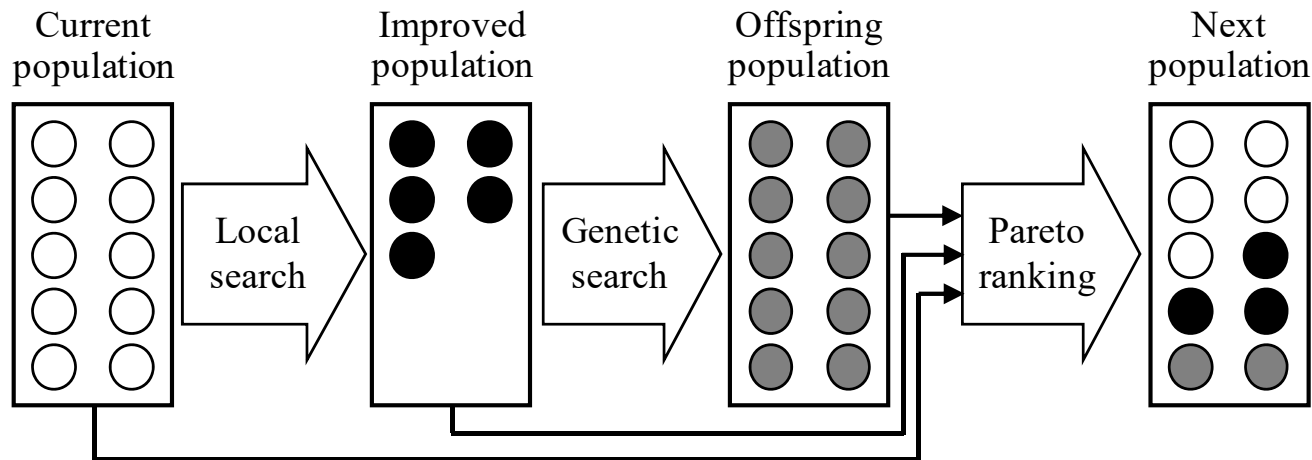 Current
population
Improved
population
Offspring
population
Next
population
Local
search
Genetic
search
Pareto
ranking